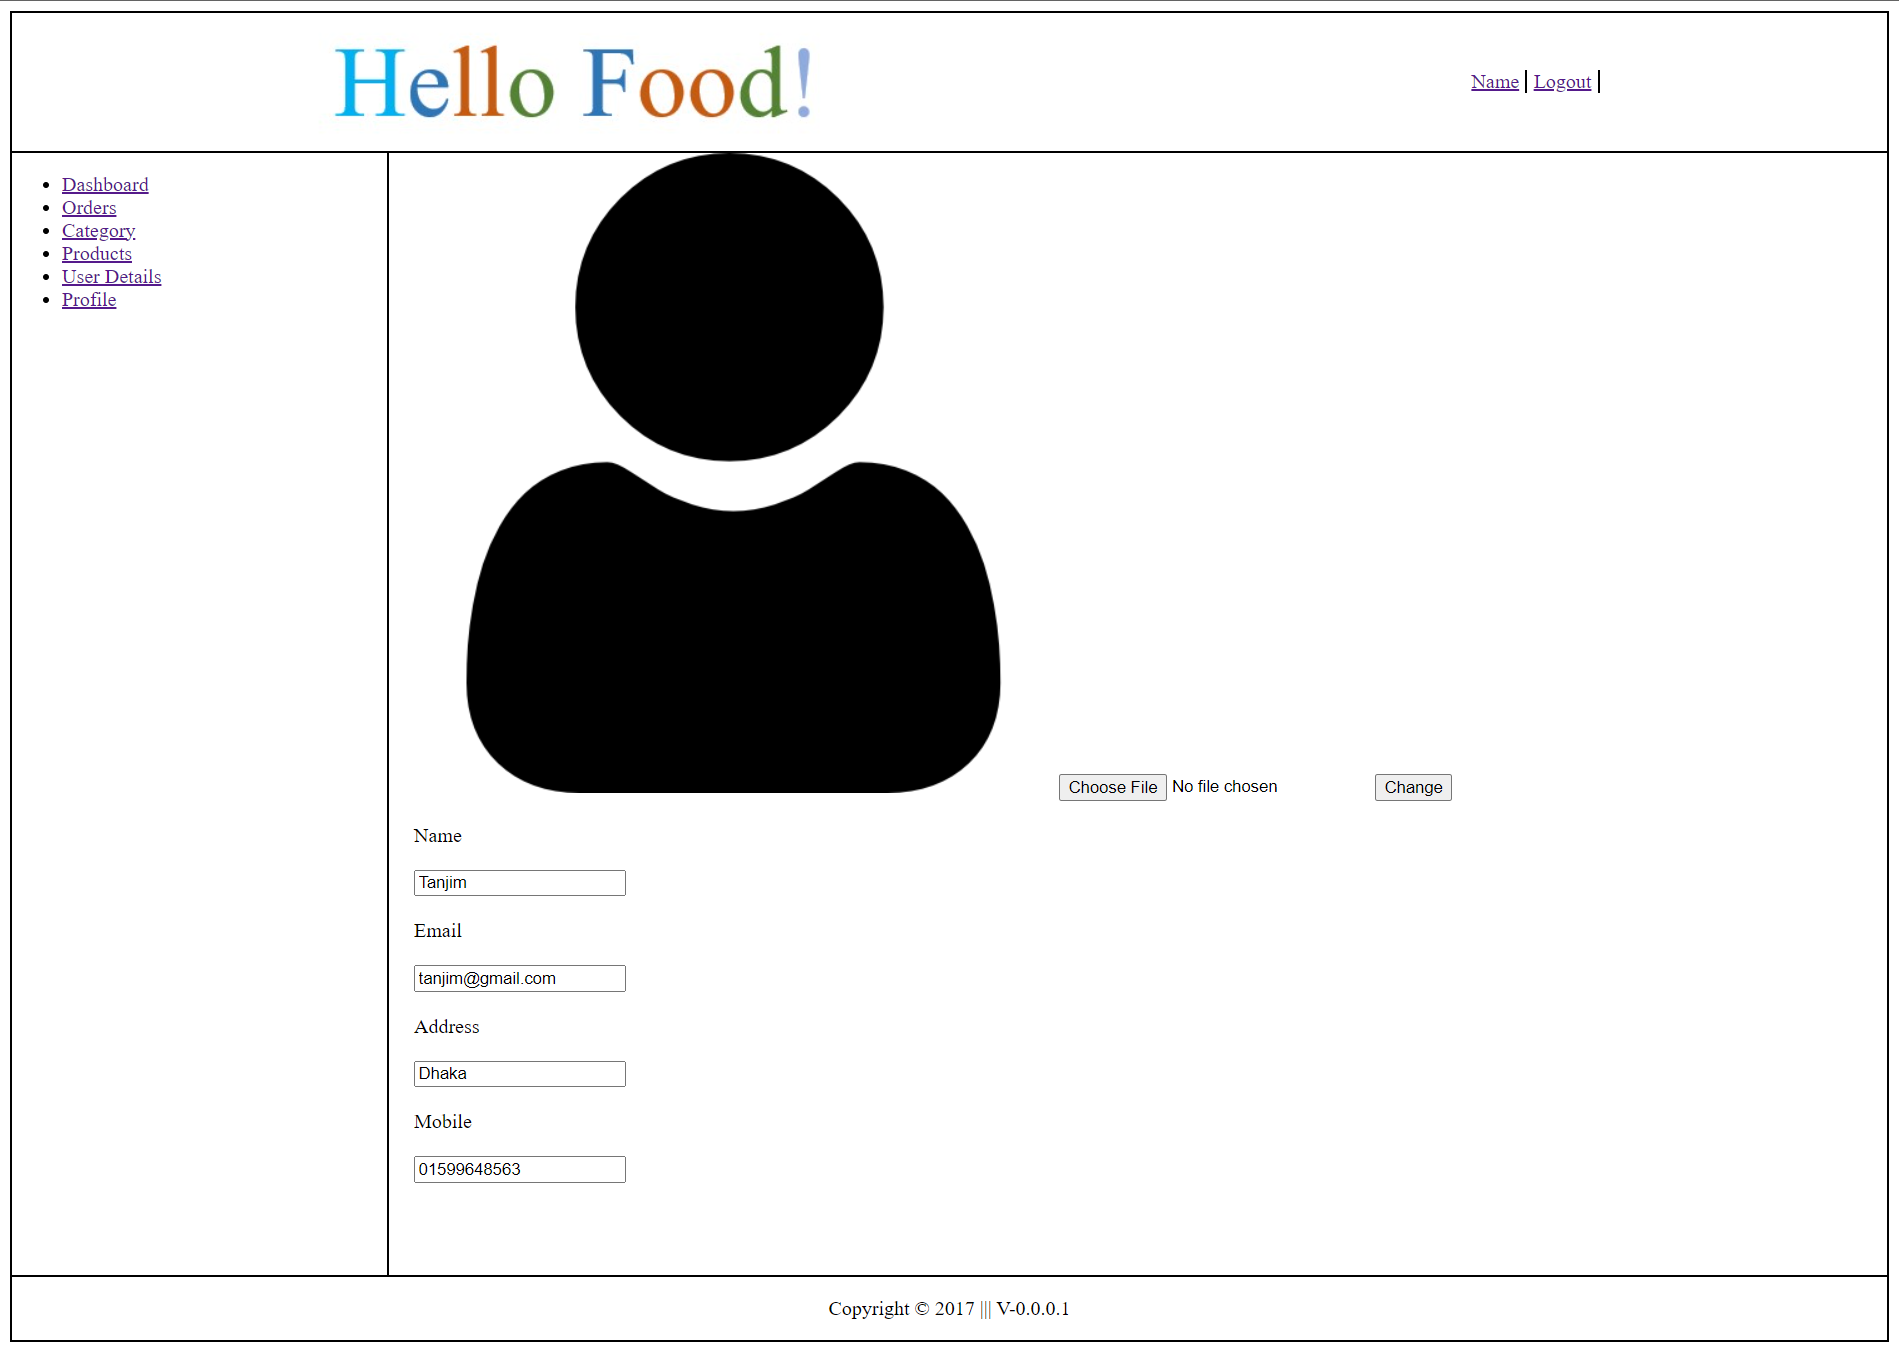 Hello Food!
Name | Logout |
Dashboard
Orders
Category
Products
User Details
Profile
Choose File No file chosen Change
Name
Tanjim
Email
tanjim@gmail.com
Address
Dhaka
Mobile
01599648563
Copyright © 2017 ||| V-0.0.0.1